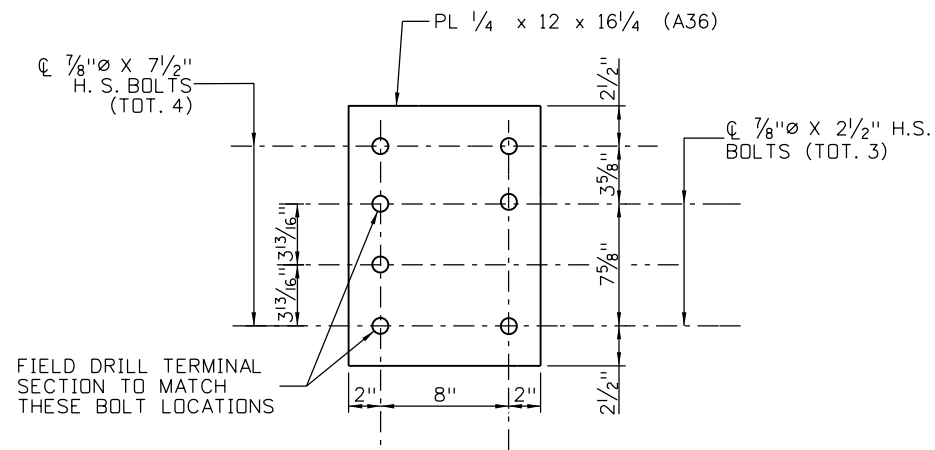 PL 1/4 x 12 x 16 1/4 (A36)
℄ 7/8"Ø X 7 1/2"
H. S. BOLTS
(TOT. 4)
2 1/2"
℄ 7/8"Ø X 2 1/2" H.S.
BOLTS (TOT. 3)
3 5/8"
3 13/16"
7 5/8"
3 13/16"
FIELD DRILL TERMINAL
SECTION TO MATCH
THESE BOLT LOCATIONS
2"
8"
2"
2 1/2"